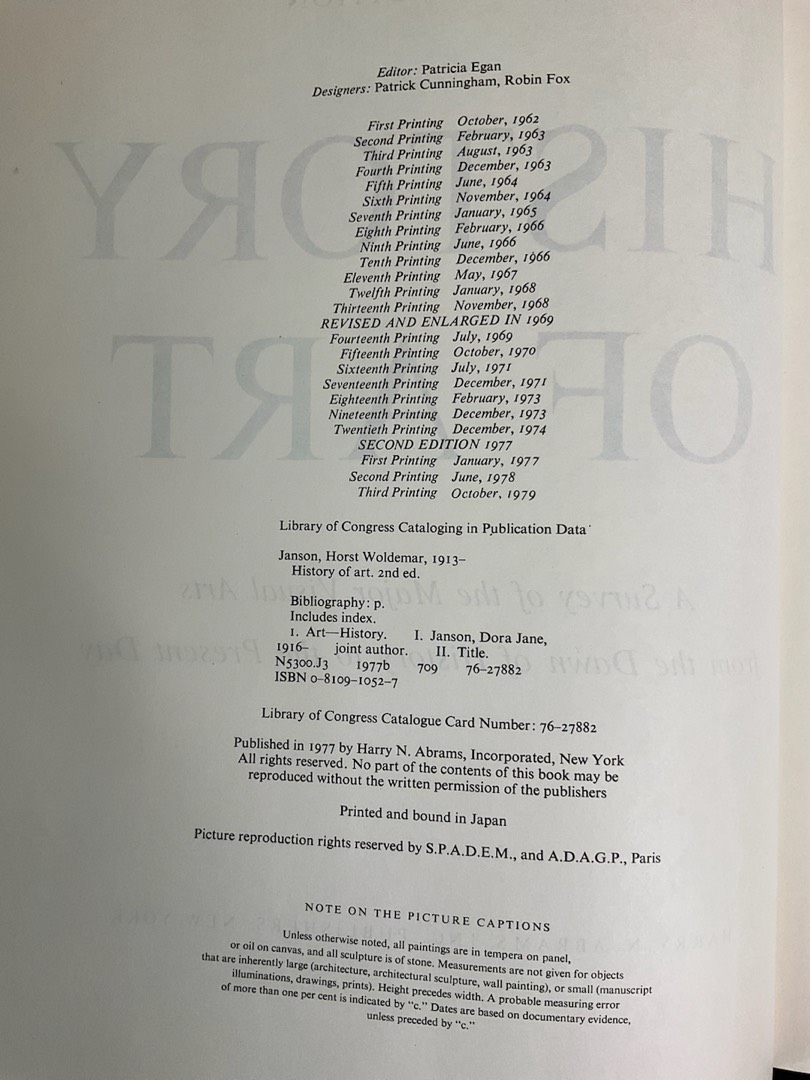 Editor: Patricia Egan
Designers: Patrick Cunningham, Robin Fox
First Printing October, 1962
Second Printing February, 1963
Third Printing August, 1963
Fourth Printing December, 1963
Fifth Printing June, 1964
Sixth Printing November, 1964
Seventh Printing January, 1965
Eighth Printing February, 1966
Ninth Printing June, 1966
Tenth Printing December, 1966
Eleventh Printing May, 1967
Twelfth Printing January, 1968
Thirteenth Printing November, 1968
REVISED AND ENLARGED IN 1969
Fourteenth Printing July, 1969
Fifteenth Printing October, 1970
Sixteenth Printing July, 1971
Seventeenth Printing December, 1971
Eighteenth Printing February, 1973
Nineteenth Printing December, 1973
Twentieth Printing December, 1974
SECOND EDITION 1977
First Printing January, 1977
Second Printing June, 1978
Third Printing October, 1979
Library of Congress Cataloging in Publication Data
Janson, Horst Woldemar, 1913–
History of art. 2nd ed.
Bibliography: p.
Includes index.
1. Art—History. I. Janson, Dora Jane,
1916– joint author. II. Title.
N5300.J3 1977b 709 76–27882
ISBN 0–8109–1052–7
Library of Congress Catalogue Card Number: 76–27882
Published in 1977 by Harry N. Abrams, Incorporated, New York
All rights reserved. No part of the contents of this book may be
reproduced without the written permission of the publishers
Printed and bound in Japan
Picture reproduction rights reserved by S.P.A.D.E.M., and A.D.A.G.P., Paris
NOTE ON THE PICTURE CAPTIONS
Unless otherwise noted, all paintings are in tempera on panel,
or oil on canvas, and all sculpture is of stone. Measurements are not given for objects
that are inherently large (architecture, architectural sculpture, wall painting), or small (manuscript
illuminations, drawings, prints). Height precedes width. A probable measuring error
of more than one per cent is indicated by "c." Dates are based on documentary evidence,
unless preceded by "c."